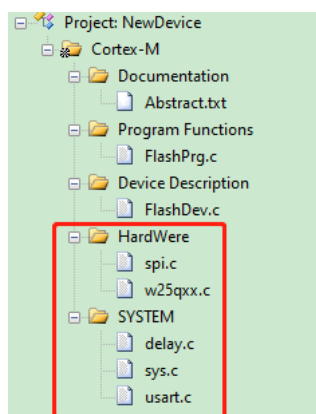 Project: NewDevice
Cortex-M
Documentation
Abstract.txt
Program Functions
FlashPrg.c
Device Description
FlashDev.c
HardWere
spi.c
w25qxx.c
SYSTEM
delay.c
sys.c
usart.c